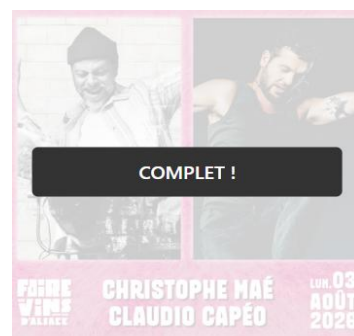 COMPLET !
FOIRE
AUX
VINS
D'ALSACE
CHRISTOPHE MAÉ
CLAUDIO CAPÉO
LUN. 03
AOÛT
2026